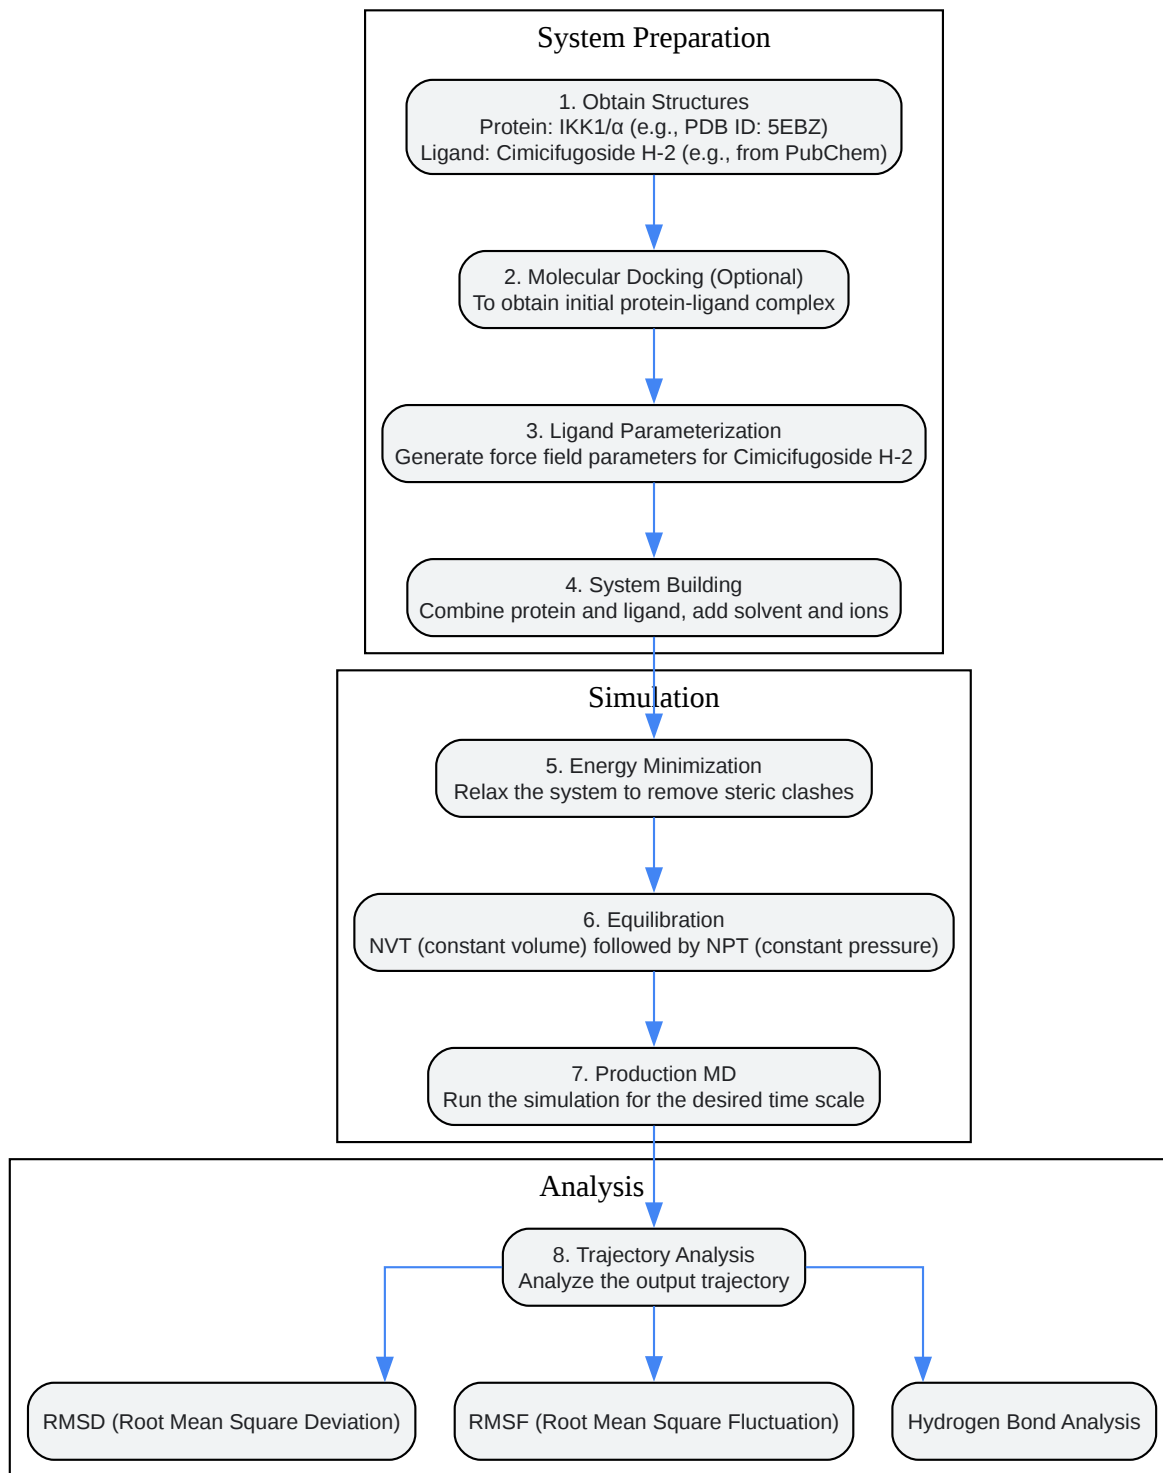 System Preparation
1. Obtain Structures
Protein: IKK1/α (e.g., PDB ID: 5EBZ)
Ligand: Cimicifugoside H-2 (e.g., from PubChem)
2. Molecular Docking (Optional)
To obtain initial protein-ligand complex
3. Ligand Parameterization
Generate force field parameters for Cimicifugoside H-2
4. System Building
Combine protein and ligand, add solvent and ions
Simulation
5. Energy Minimization
Relax the system to remove steric clashes
6. Equilibration
NVT (constant volume) followed by NPT (constant pressure)
7. Production MD
Run the simulation for the desired time scale
Analysis
8. Trajectory Analysis
Analyze the output trajectory
RMSD (Root Mean Square Deviation)
RMSF (Root Mean Square Fluctuation)
Hydrogen Bond Analysis